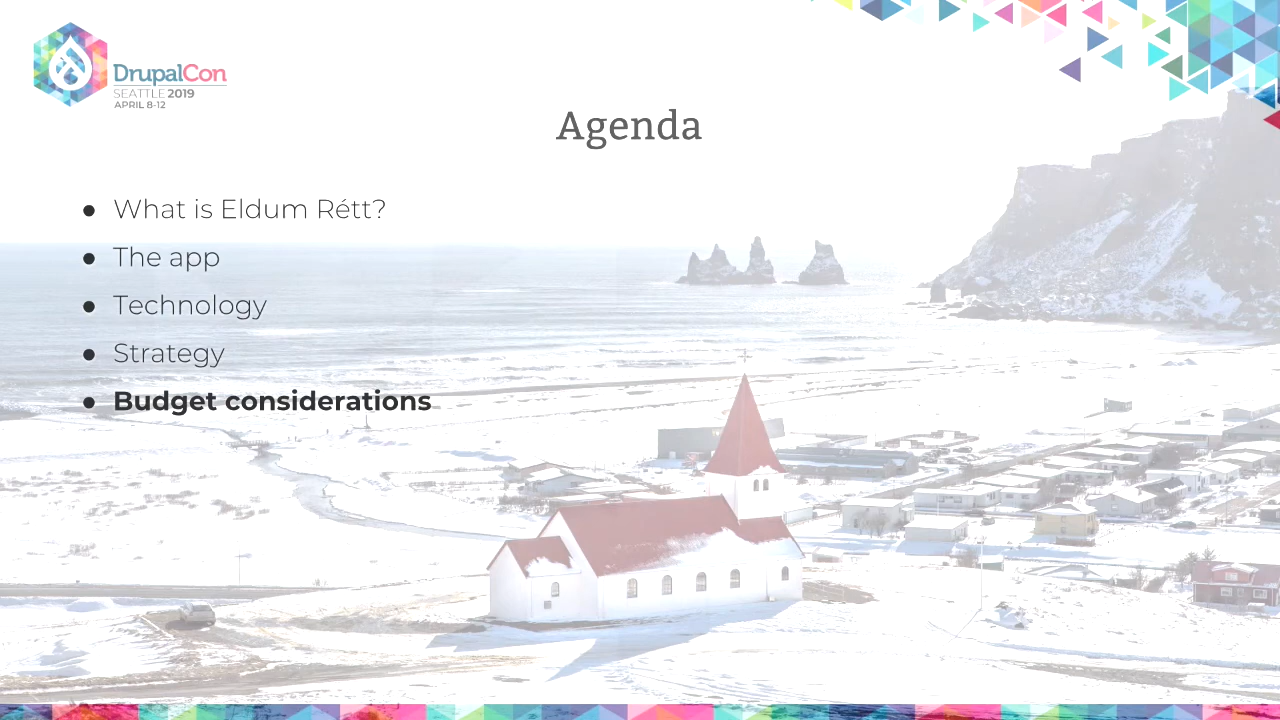 DrupalCon
SEATTLE 2019
APRIL 8-12
Agenda
● What is Eldum Rétt?
● The app
● Technology
● Strategy
● Budget considerations